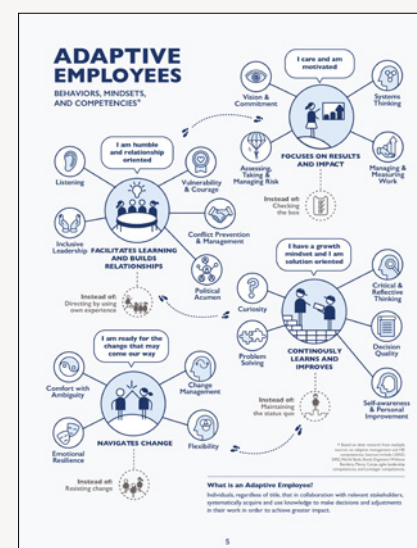 ADAPTIVE
EMPLOYEES
BEHAVIORS, MINDSETS,
AND COMPETENCIES*
I care and am
motivated
Vision &
Commitment
Systems
Thinking
Assessing,
Taking &
Managing Risk
FOCUSES ON RESULTS
AND IMPACT
Managing &
Measuring
Work
Instead of:
Checking
the box
I am humble
and relationship
oriented
Listening
Vulnerability
& Courage
Inclusive
Leadership
Conflict Prevention
& Management
FACILITATES LEARNING
AND BUILDS
RELATIONSHIPS
Political
Acumen
Instead of:
Directing by using
own experience
I have a growth
mindset and I am
solution oriented
Curiosity
Critical &
Reflective
Thinking
Problem
Solving
Decision
Quality
CONTINOUSLY
LEARNS AND
IMPROVES
Self-awareness
& Personal
Improvement
Instead of:
Maintaining
the status quo
I am ready for the
change that may
come our way
Comfort with
Ambiguity
Change
Management
Emotional
Resilience
Flexibility
NAVIGATES CHANGE
Instead of:
Resisting change
What is an Adaptive Employee?
Individuals, regardless of title, that in collaboration with relevant stakeholders,
systematically acquire and use knowledge to make decisions and adjustments
in their work in order to achieve greater impact.
5